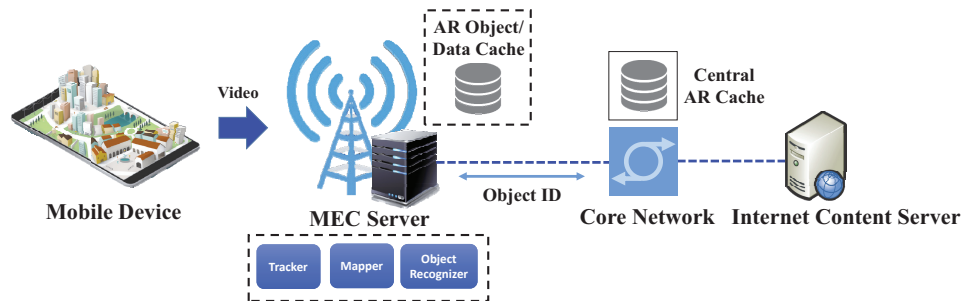 AR Object/
Data Cache
Central
AR Cache
Video
Mobile Device
MEC Server
Object ID
Core Network
Internet Content Server
Tracker
Mapper
Object
Recognizer